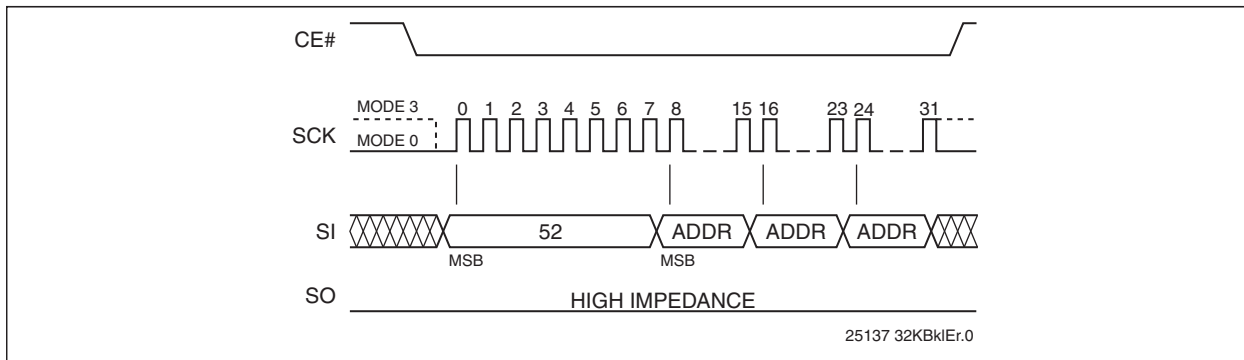 CE#
MODE 3
0 1 2 3 4 5 6 7 8 15 16 23 24 31
SCK
MODE 0
SI
52 ADDR ADDR ADDR
MSB MSB
SO
HIGH IMPEDANCE
25137 32KBklEr.0